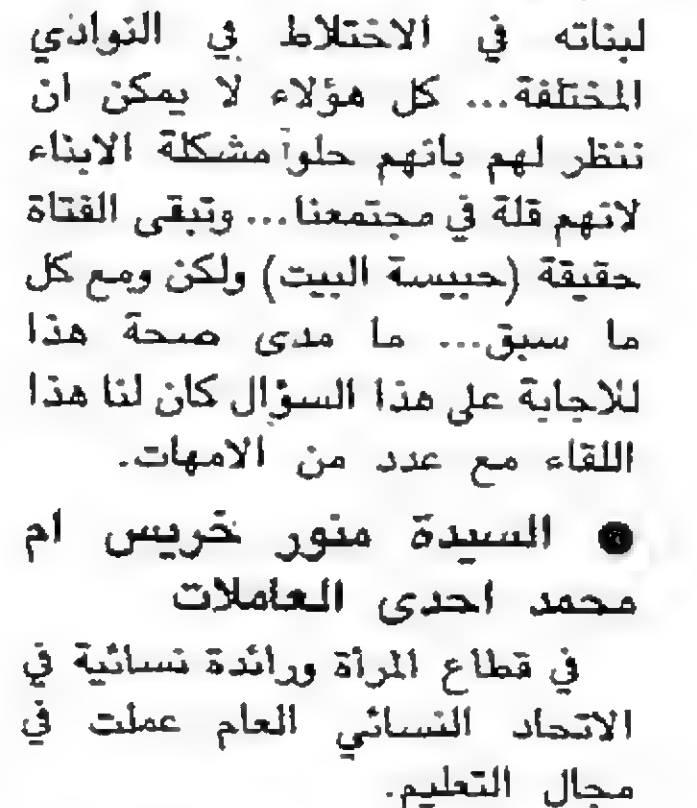 لبناته في الاختلاط في النوادي
المختلفة... كل هؤلاء لا يمكن ان
ننظر لهم بانهم حلوا مشكلة الابناء
لانهم قلة في مجتمعنا... وتبقى الفتاة
حقيقة (حبيسة البيت) ولكن ومع كل
ما سبق... ما مدى صحة هذا
للاجابة على هذا السؤال كان لنا هذا
اللقاء مع عدد من الامهات.
● السيدة منور خريس ام
محمد احدى العاملات
في قطاع المرأة ورائدة نسائية في
الاتحاد النسائي العام عملت في
مجال التعليم.